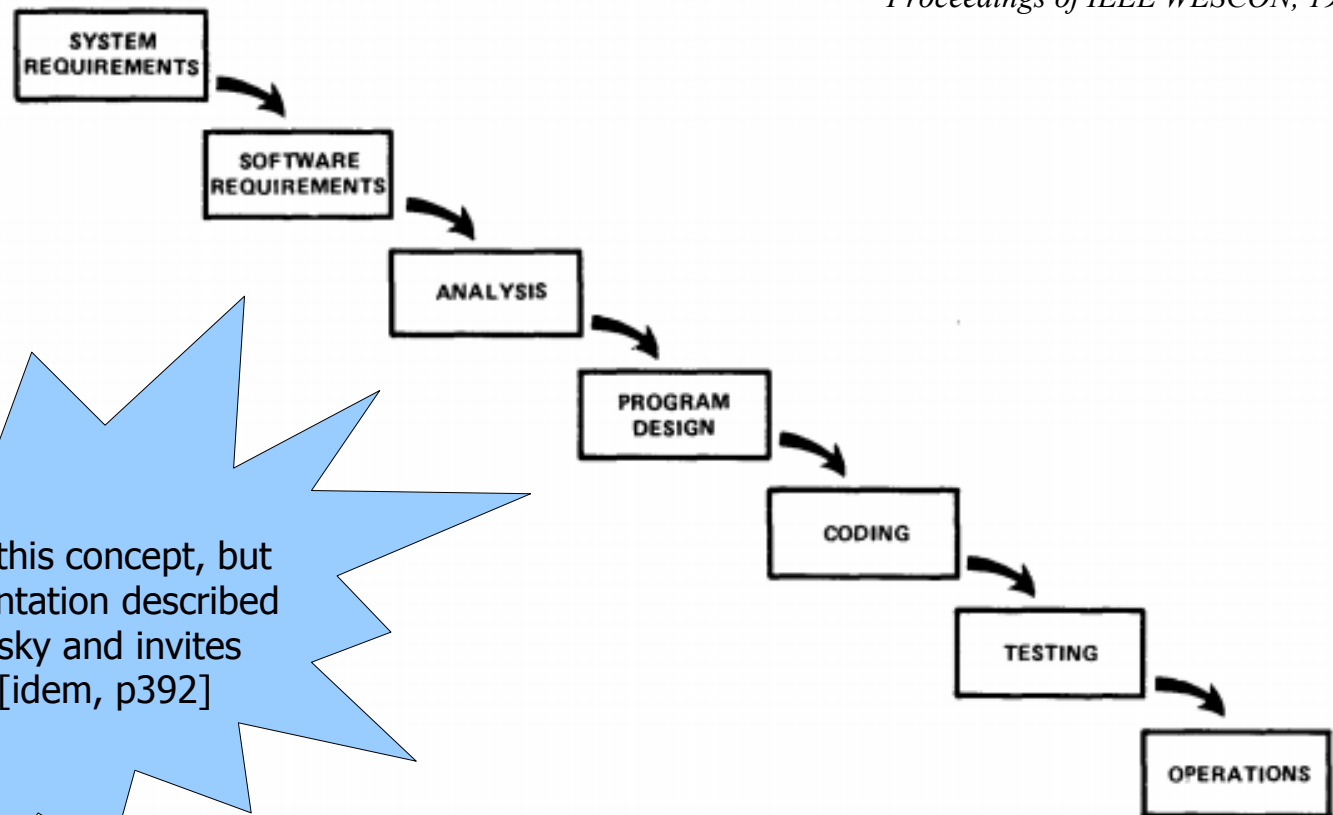 Proceedings of IEEE WESCON, 19
SYSTEM
REQUIREMENTS
SOFTWARE
REQUIREMENTS
ANALYSIS
PROGRAM
DESIGN
CODING
TESTING
OPERATIONS
this concept, but
ntation described
sky and invites
[idem, p392]